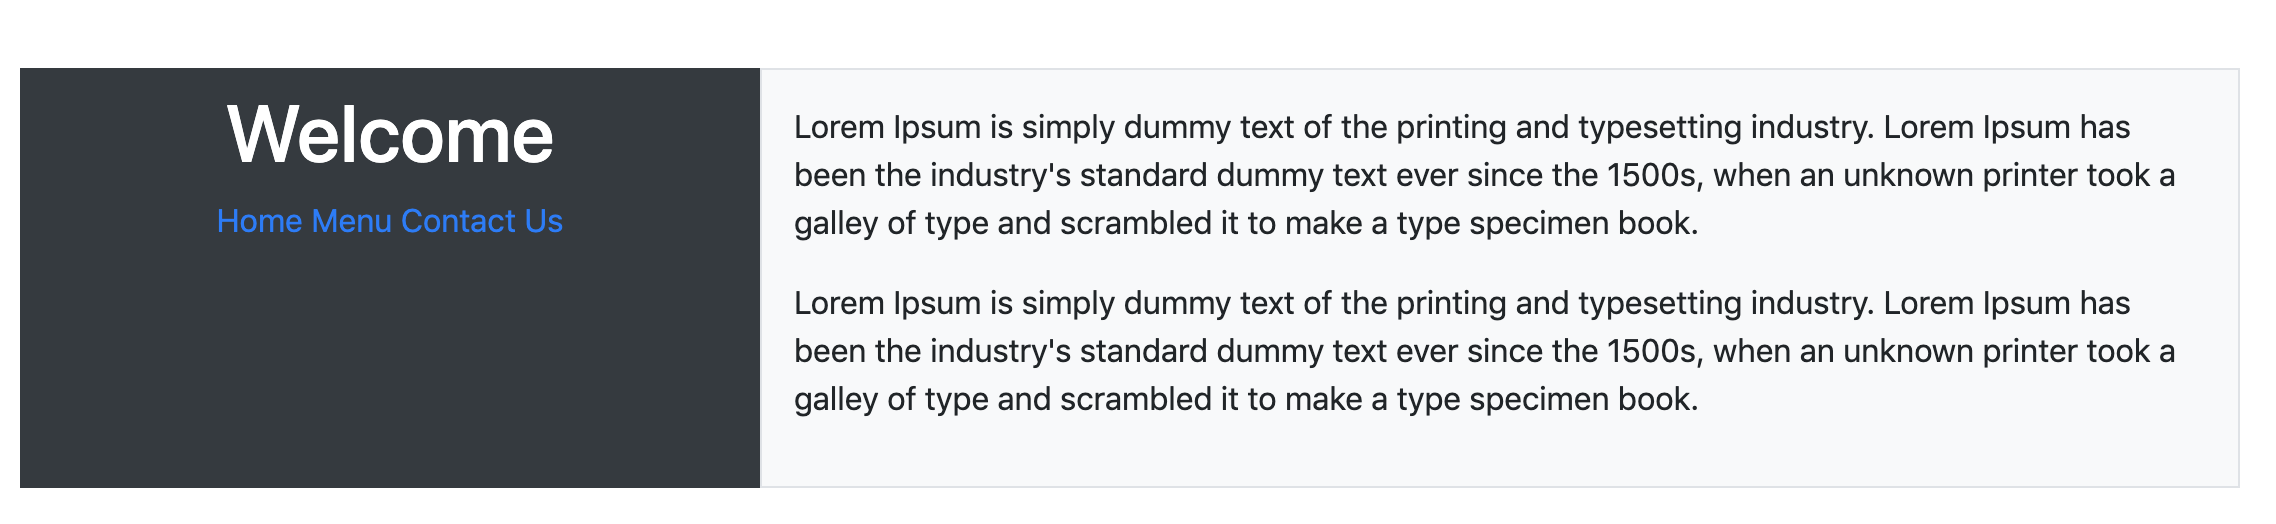 Welcome
Home Menu Contact Us
Lorem Ipsum is simply dummy text of the printing and typesetting industry. Lorem Ipsum has
been the industry's standard dummy text ever since the 1500s, when an unknown printer took a
galley of type and scrambled it to make a type specimen book.
Lorem Ipsum is simply dummy text of the printing and typesetting industry. Lorem Ipsum has
been the industry's standard dummy text ever since the 1500s, when an unknown printer took a
galley of type and scrambled it to make a type specimen book.